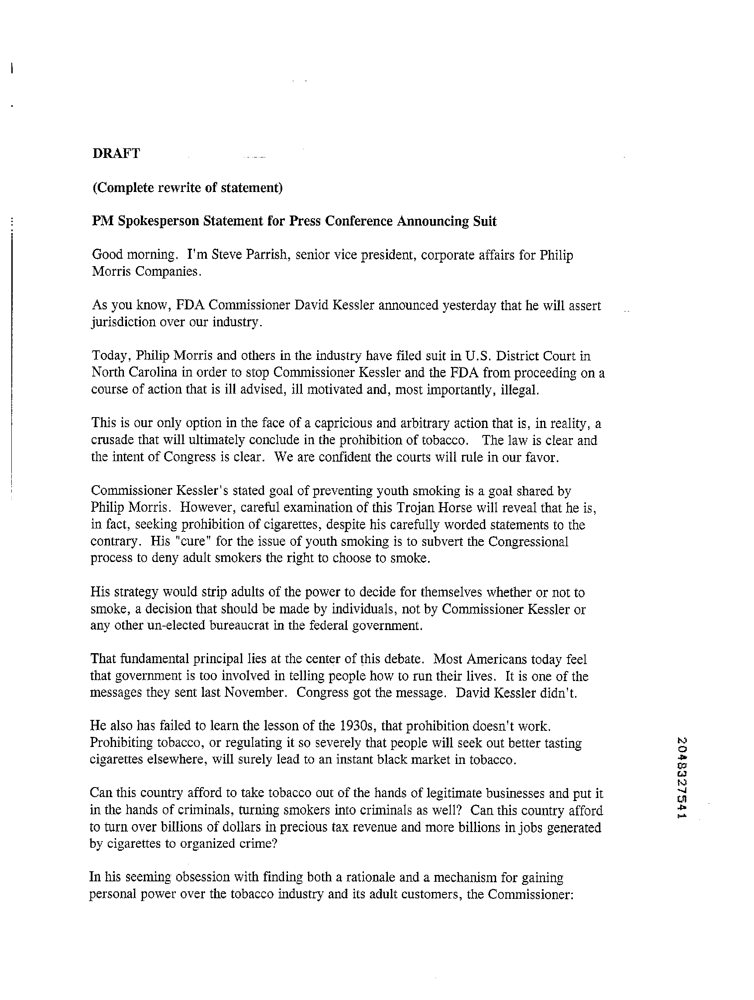 DRAFT
(Complete rewrite of statement)
PM Spokesperson Statement for Press Conference Announcing Suit
Good morning. I'm Steve Parrish, senior vice president, corporate affairs for Philip
Morris Companies.
As you know, FDA Commissioner David Kessler announced yesterday that he will assert
jurisdiction over our industry.
Today, Philip Morris and others in the industry have filed suit in U.S. District Court in
North Carolina in order to stop Commissioner Kessler and the FDA from proceeding on a
course of action that is ill advised, ill motivated and, most importantly, illegal.
This is our only option in the face of a capricious and arbitrary action that is, in reality, a
crusade that will ultimately conclude in the prohibition of tobacco. The law is clear and
the intent of Congress is clear. We are confident the courts will rule in our favor.
Commissioner Kessler's stated goal of preventing youth smoking is a goal shared by
Philip Morris. However, careful examination of this Trojan Horse will reveal that he is,
in fact, seeking prohibition of cigarettes, despite his carefully worded statements to the
contrary. His "cure" for the issue of youth smoking is to subvert the Congressional
process to deny adult smokers the right to choose to smoke.
His strategy would strip adults of the power to decide for themselves whether or not to
smoke, a decision that should be made by individuals, not by Commissioner Kessler or
any other un-elected bureaucrat in the federal government.
That fundamental principal lies at the center of this debate. Most Americans today feel
that government is too involved in telling people how to run their lives. It is one of the
messages they sent last November. Congress got the message. David Kessler didn't.
He also has failed to learn the lesson of the 1930s, that prohibition doesn't work.
Prohibiting tobacco, or regulating it so severely that people will seek out better tasting
cigarettes elsewhere, will surely lead to an instant black market in tobacco.
Can this country afford to take tobacco out of the hands of legitimate businesses and put it
in the hands of criminals, turning smokers into criminals as well? Can this country afford
to turn over billions of dollars in precious tax revenue and more billions in jobs generated
by cigarettes to organized crime?
In his seeming obsession with finding both a rationale and a mechanism for gaining
personal power over the tobacco industry and its adult customers, the Commissioner:
2048327541